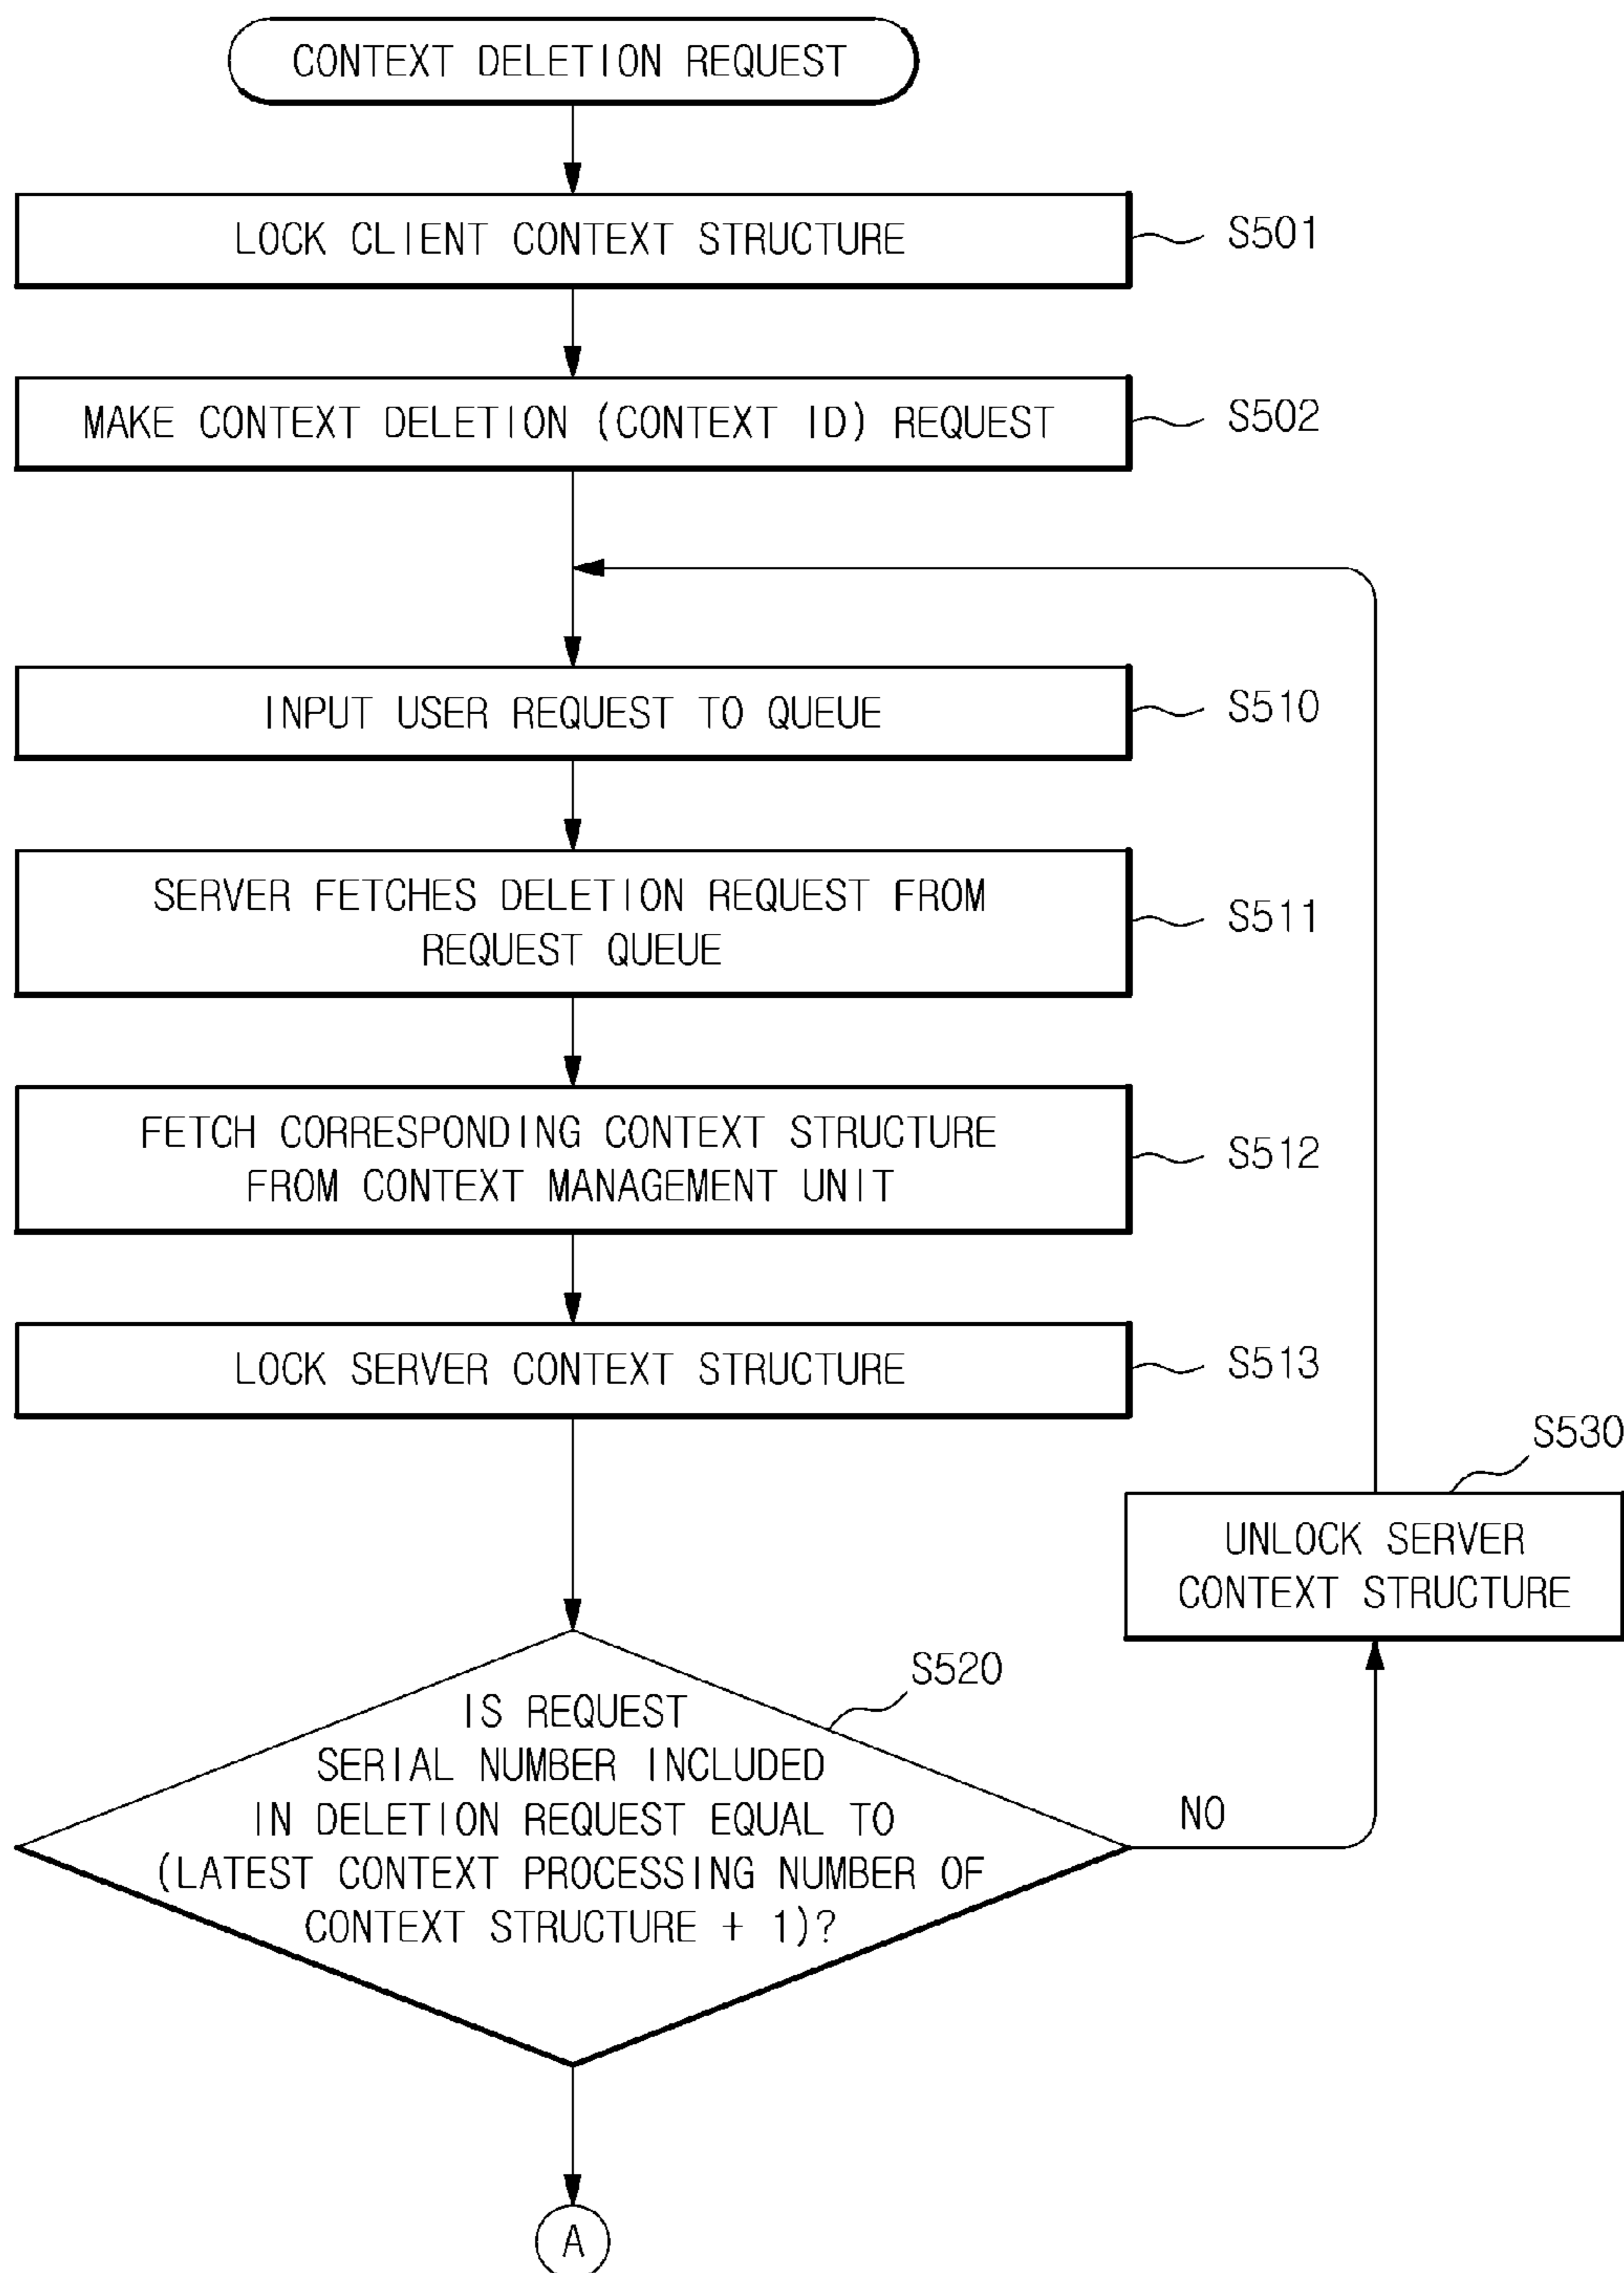 CONTEXT DELETION REQUEST
LOCK CLIENT CONTEXT STRUCTURE
S501
MAKE CONTEXT DELETION (CONTEXT ID) REQUEST
S502
INPUT USER REQUEST TO QUEUE
S510
SERVER FETCHES DELETION REQUEST FROM
REQUEST QUEUE
S511
FETCH CORRESPONDING CONTEXT STRUCTURE
FROM CONTEXT MANAGEMENT UNIT
S512
LOCK SERVER CONTEXT STRUCTURE
S513
S530
UNLOCK SERVER
CONTEXT STRUCTURE
S520
IS REQUEST
SERIAL NUMBER INCLUDED
IN DELETION REQUEST EQUAL TO
(LATEST CONTEXT PROCESSING NUMBER OF
CONTEXT STRUCTURE + 1)?
NO
A